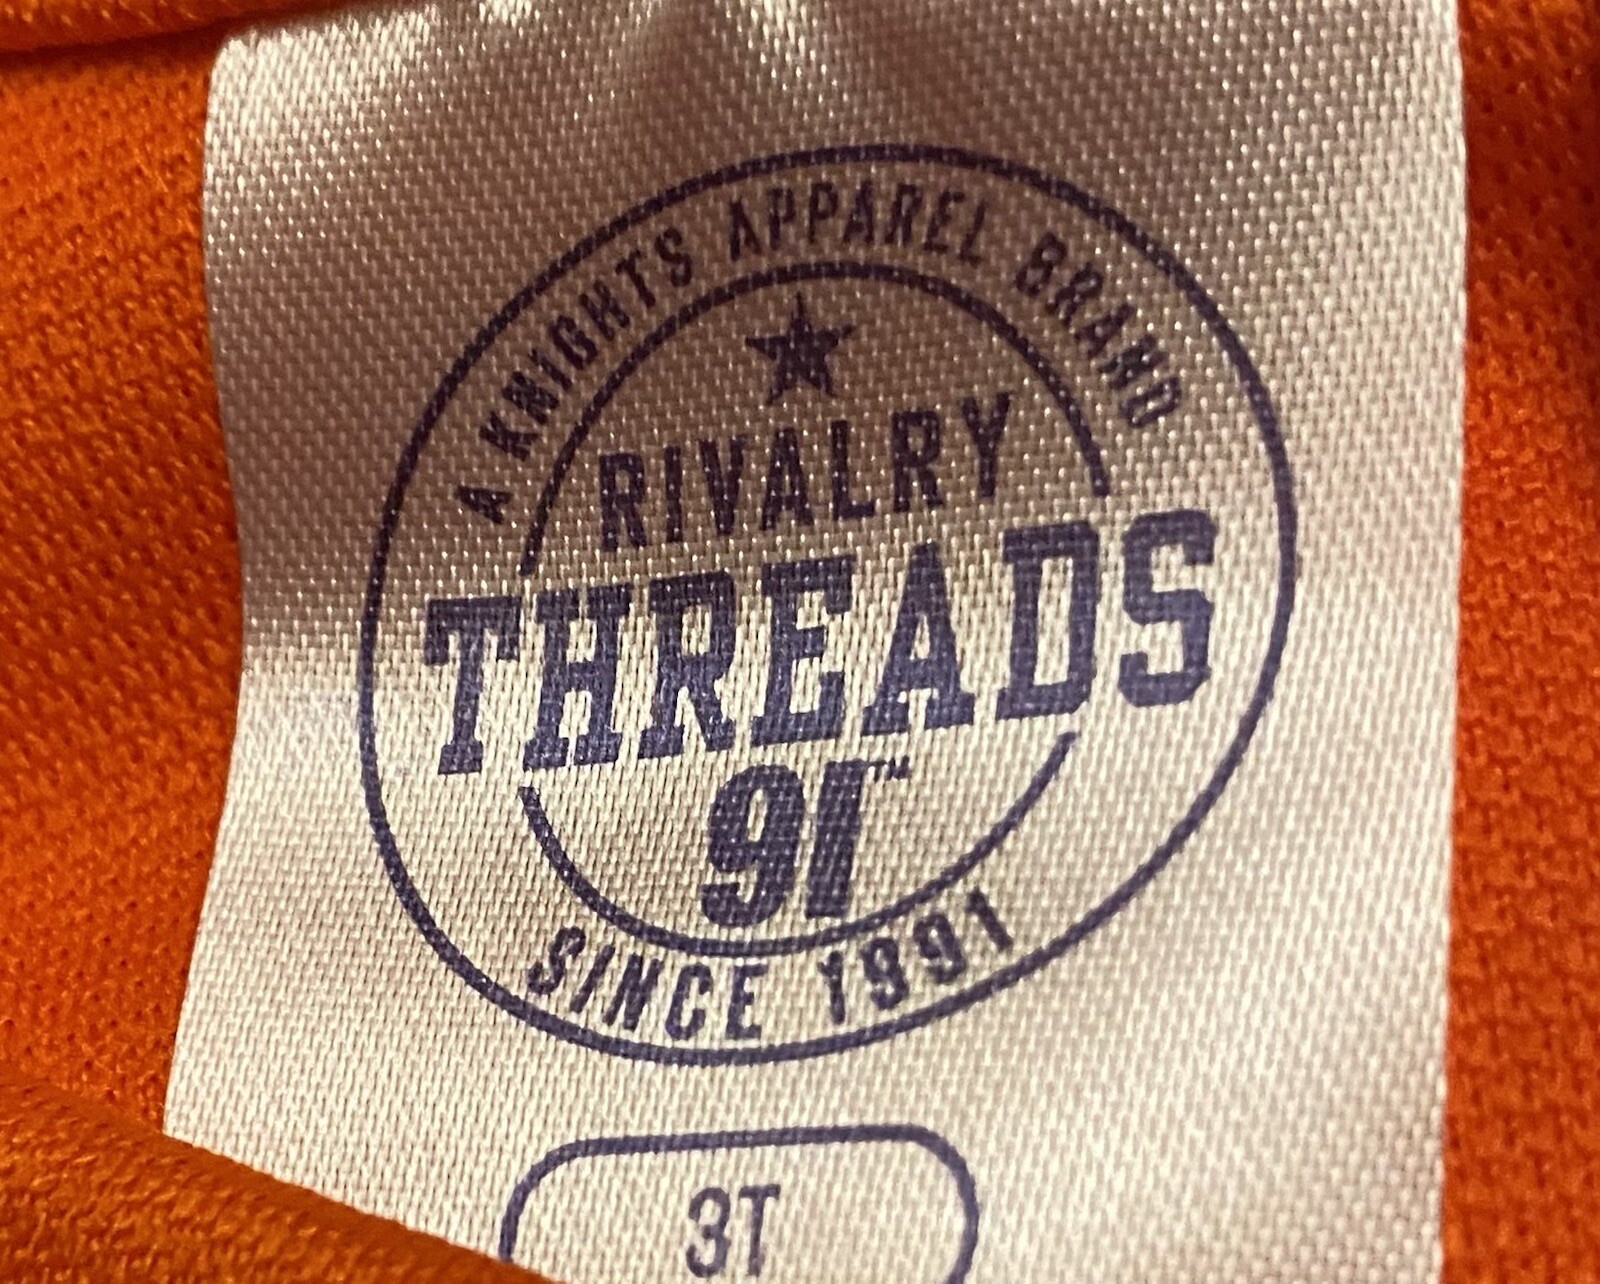 A KNIGHTS APPAREL BRAND
RIVALRY
THREADS
91™
SINCE 1991
3T